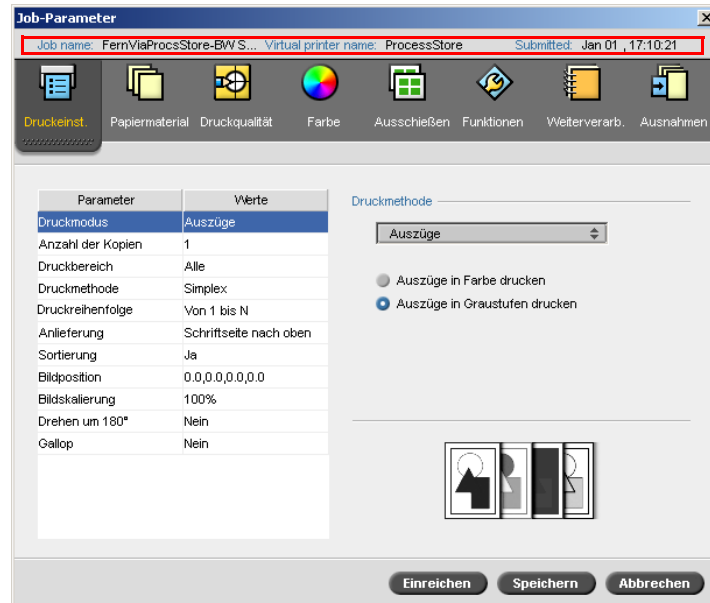 Job-Parameter
Job name: FernViaProcsStore-BW S... Virtual printer name: ProcessStore Submitted: Jan 01 , 17:10:21
Druckeinst. Papiermaterial Druckqualität Farbe Ausschießen Funktionen Weiterverarb. Ausnahmen
Parameter Werte
Druckmodus Auszüge
Anzahl der Kopien 1
Druckbereich Alle
Druckmethode Simplex
Druckreihenfolge Von 1 bis N
Anlieferung Schriftseite nach oben
Sortierung Ja
Bildposition 0.0,0.0,0.0,0.0
Bildskalierung 100%
Drehen um 180° Nein
Gallop Nein
Druckmethode
Auszüge
Auszüge in Farbe drucken
Auszüge in Graustufen drucken
Einreichen Speichern Abbrechen